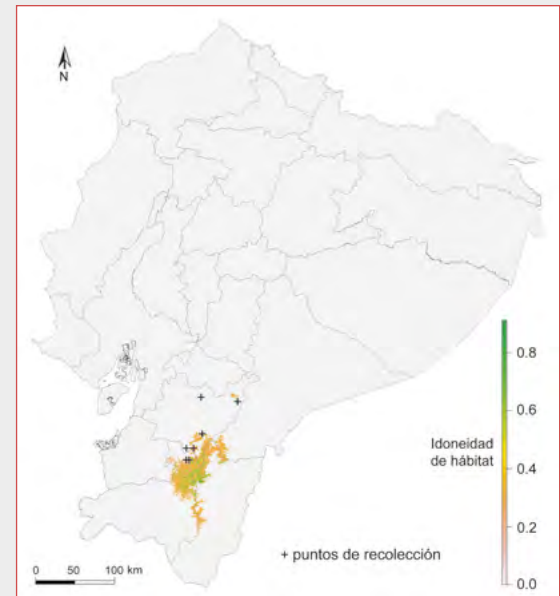 N
0.8
0.6
Idoneidad
de hábitat
0.4
0.2
0.0
+ puntos de recolección
0 50 100 km